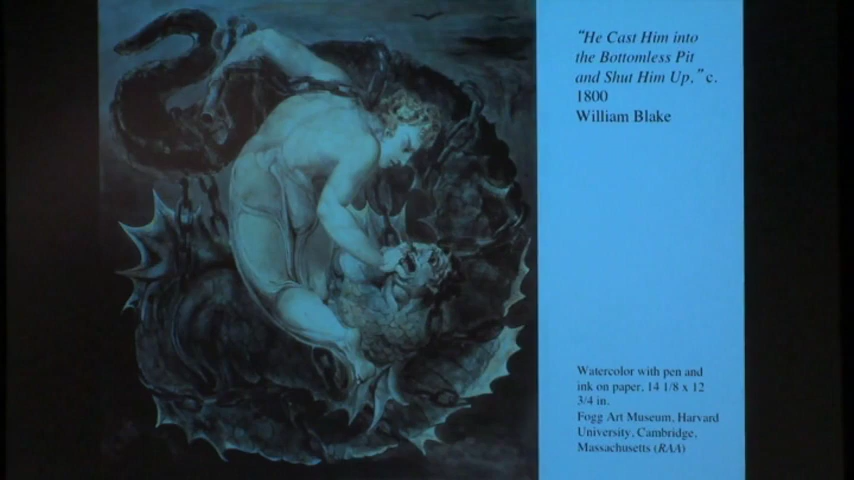 "He Cast Him into
the Bottomless Pit
and Shut Him Up," c.
1800
William Blake
Watercolor with pen and
ink on paper, 14 1/8 x 12
3/4 in.
Fogg Art Museum, Harvard
University, Cambridge,
Massachusetts (RAA)